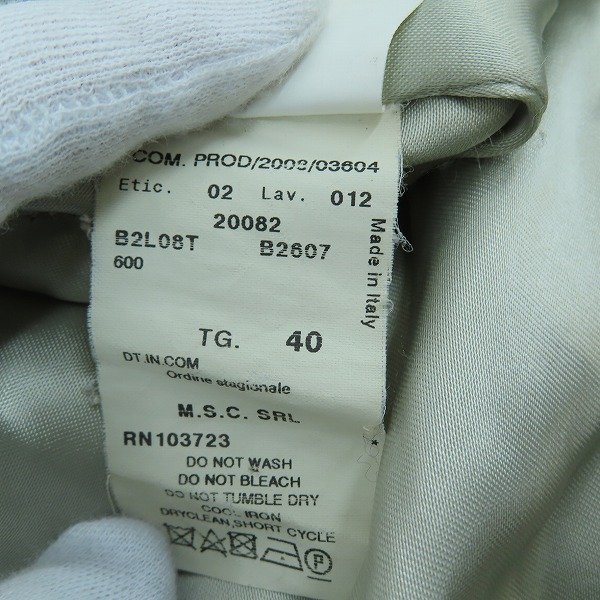 COM. PROD/2008/03604
Etic. 02 Lav. 012
20082
B2L08T B2607
600
Made in Italy
TG. 40
DT.IN.COM
Ordine stagionale
M.S.C. SRL
RN103723
DO NOT WASH
DO NOT BLEACH
DO NOT TUMBLE DRY
COOL IRON
DRYCLEAN,SHORT CYCLE
P